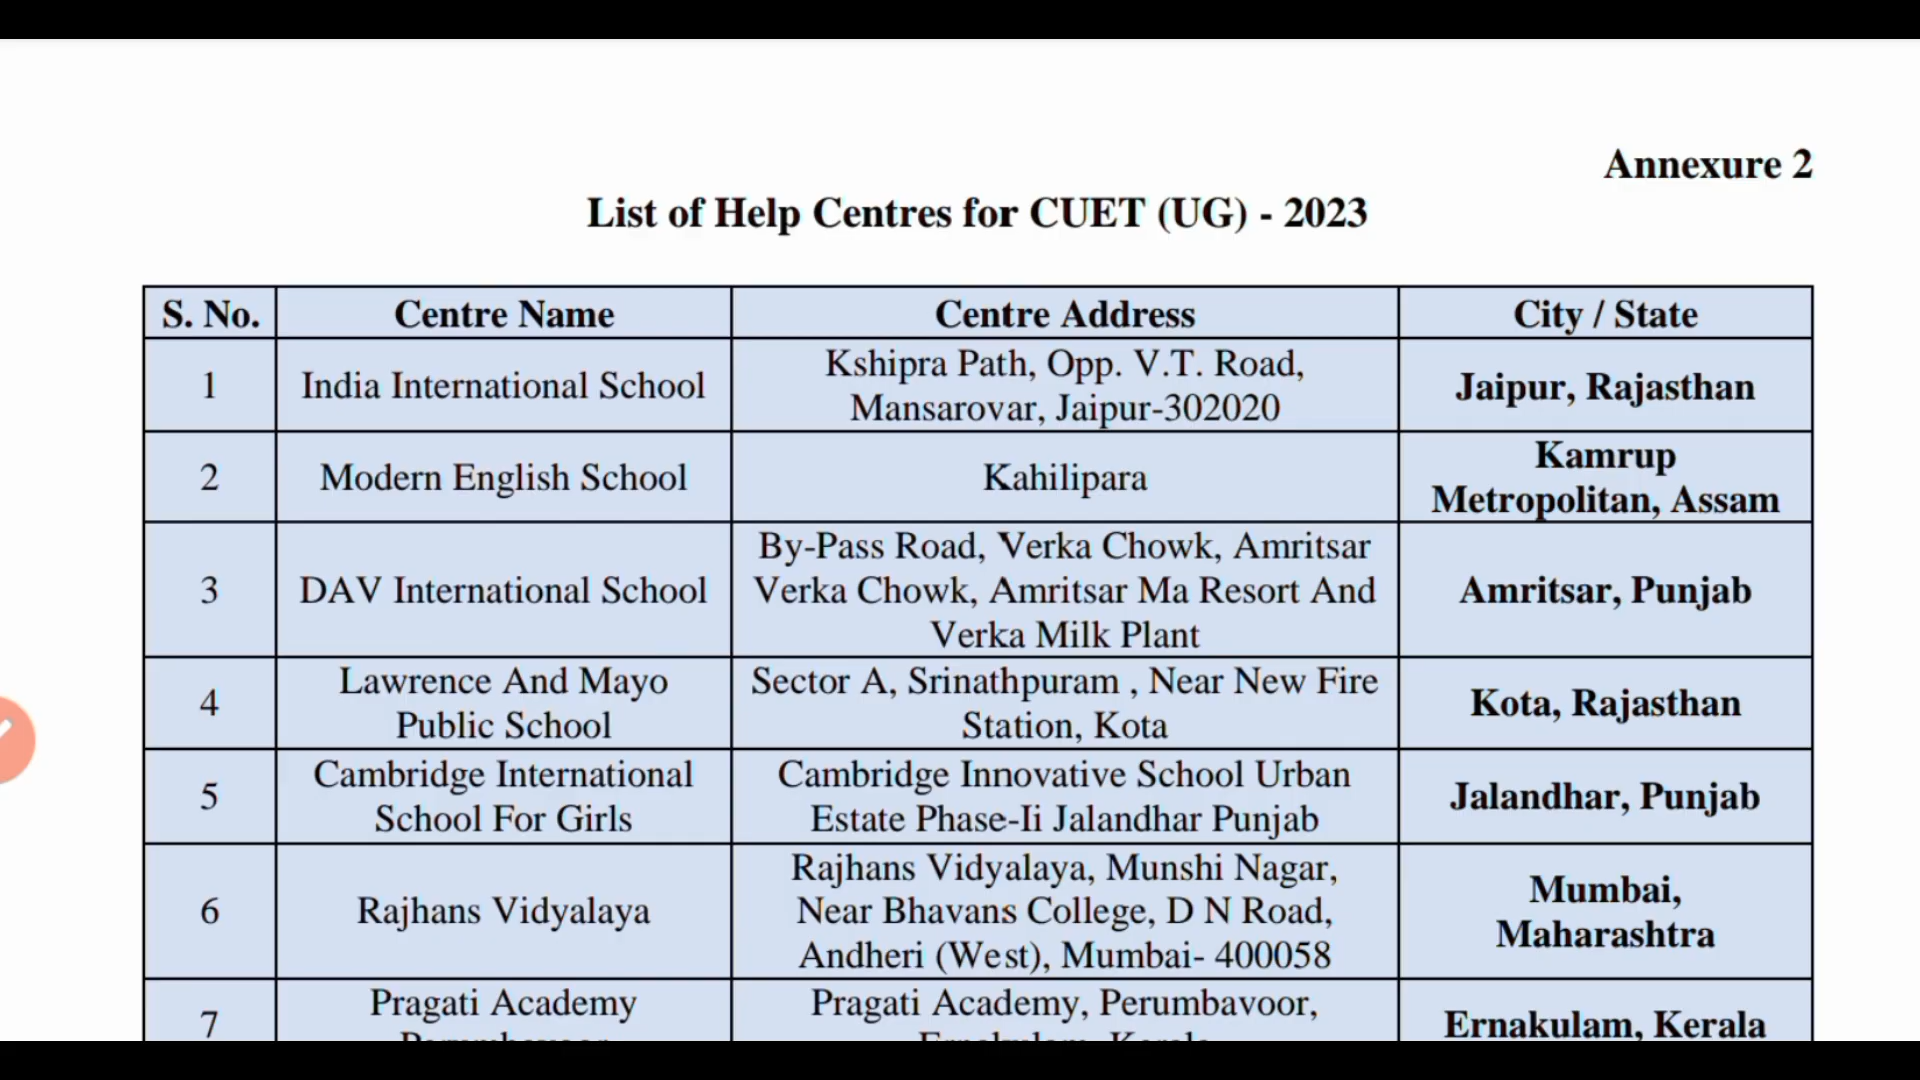 Annexure 2
List of Help Centres for CUET (UG) - 2023
S. No. Centre Name Centre Address City / State
1 India International School Kshipra Path, Opp. V.T. Road,
Mansarovar, Jaipur-302020 Jaipur, Rajasthan
2 Modern English School Kahilipara Kamrup
Metropolitan, Assam
3 DAV International School By-Pass Road, Verka Chowk, Amritsar
Verka Chowk, Amritsar Ma Resort And
Verka Milk Plant Amritsar, Punjab
4 Lawrence And Mayo
Public School Sector A, Srinathpuram , Near New Fire
Station, Kota Kota, Rajasthan
5 Cambridge International
School For Girls Cambridge Innovative School Urban
Estate Phase-Ii Jalandhar Punjab Jalandhar, Punjab
6 Rajhans Vidyalaya Rajhans Vidyalaya, Munshi Nagar,
Near Bhavans College, D N Road,
Andheri (West), Mumbai- 400058 Mumbai,
Maharashtra
7 Pragati Academy
Perumbavoor Pragati Academy, Perumbavoor,
Ernakulam, Kerala Ernakulam, Kerala